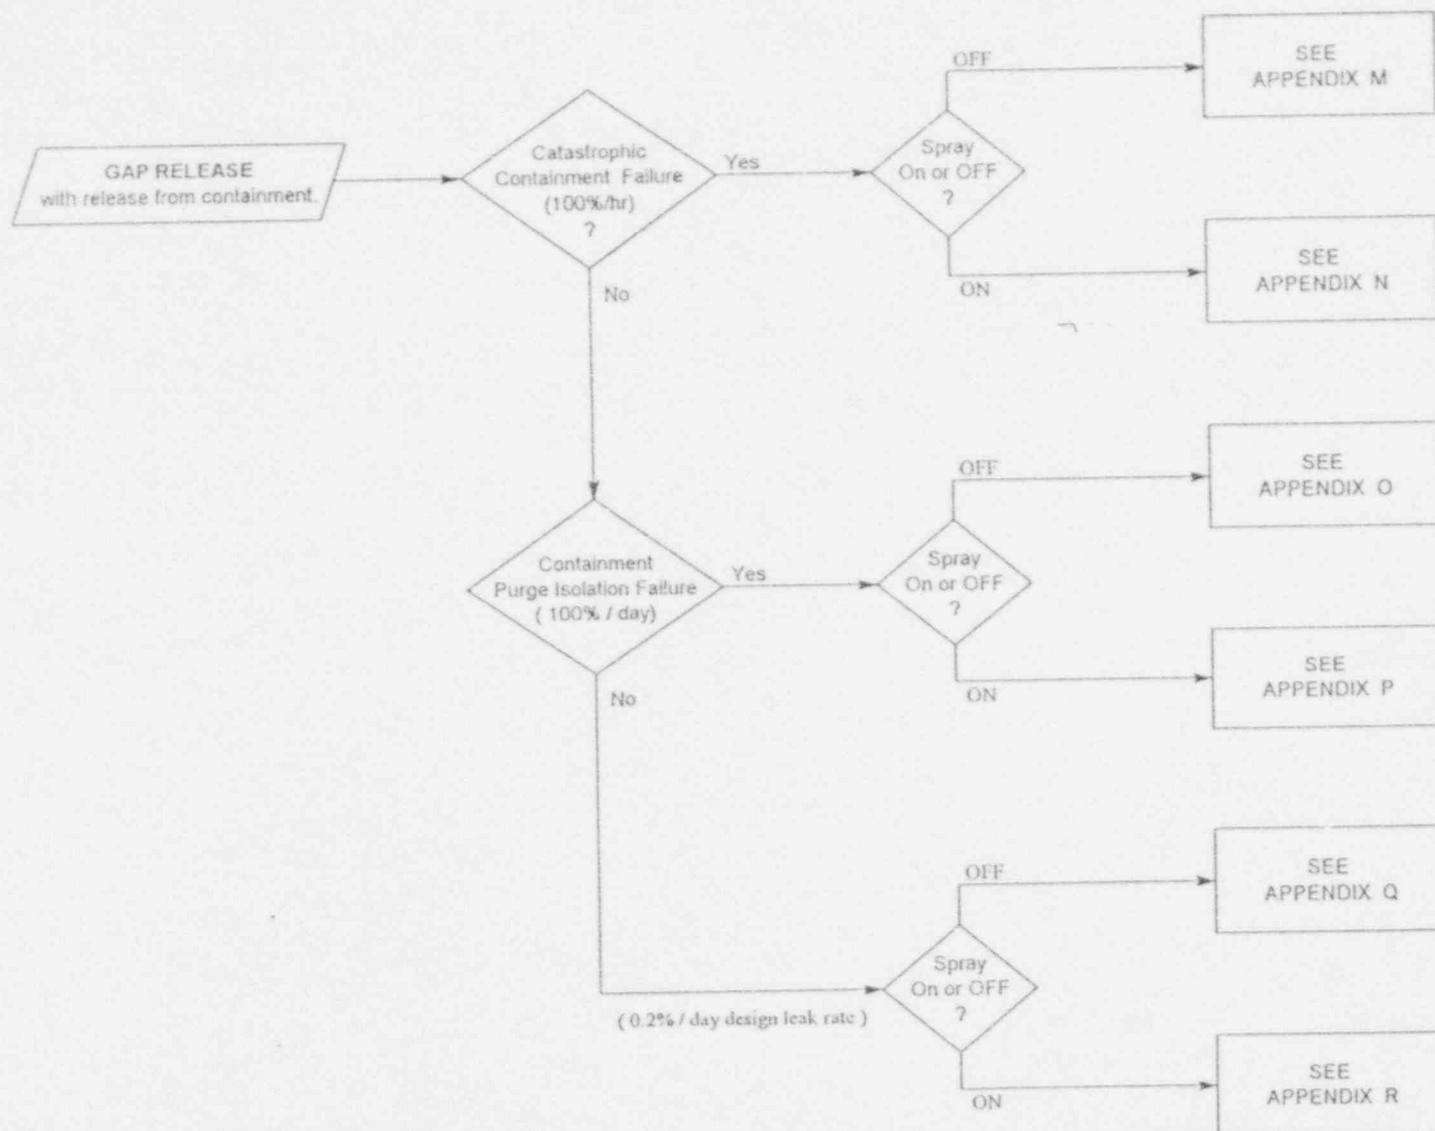 GAP RELEASE
with release from containment.
Catastrophic
Containment Failure
(100%/hr)
?
Yes
No
Spray
On or OFF
?
OFF
SEE
APPENDIX M
ON
SEE
APPENDIX N
Containment
Purge Isolation Failure
( 100% / day)
Yes
No
Spray
On or OFF
?
OFF
SEE
APPENDIX O
ON
SEE
APPENDIX P
( 0.2% / day design leak rate )
Spray
On or OFF
?
OFF
SEE
APPENDIX Q
ON
SEE
APPENDIX R